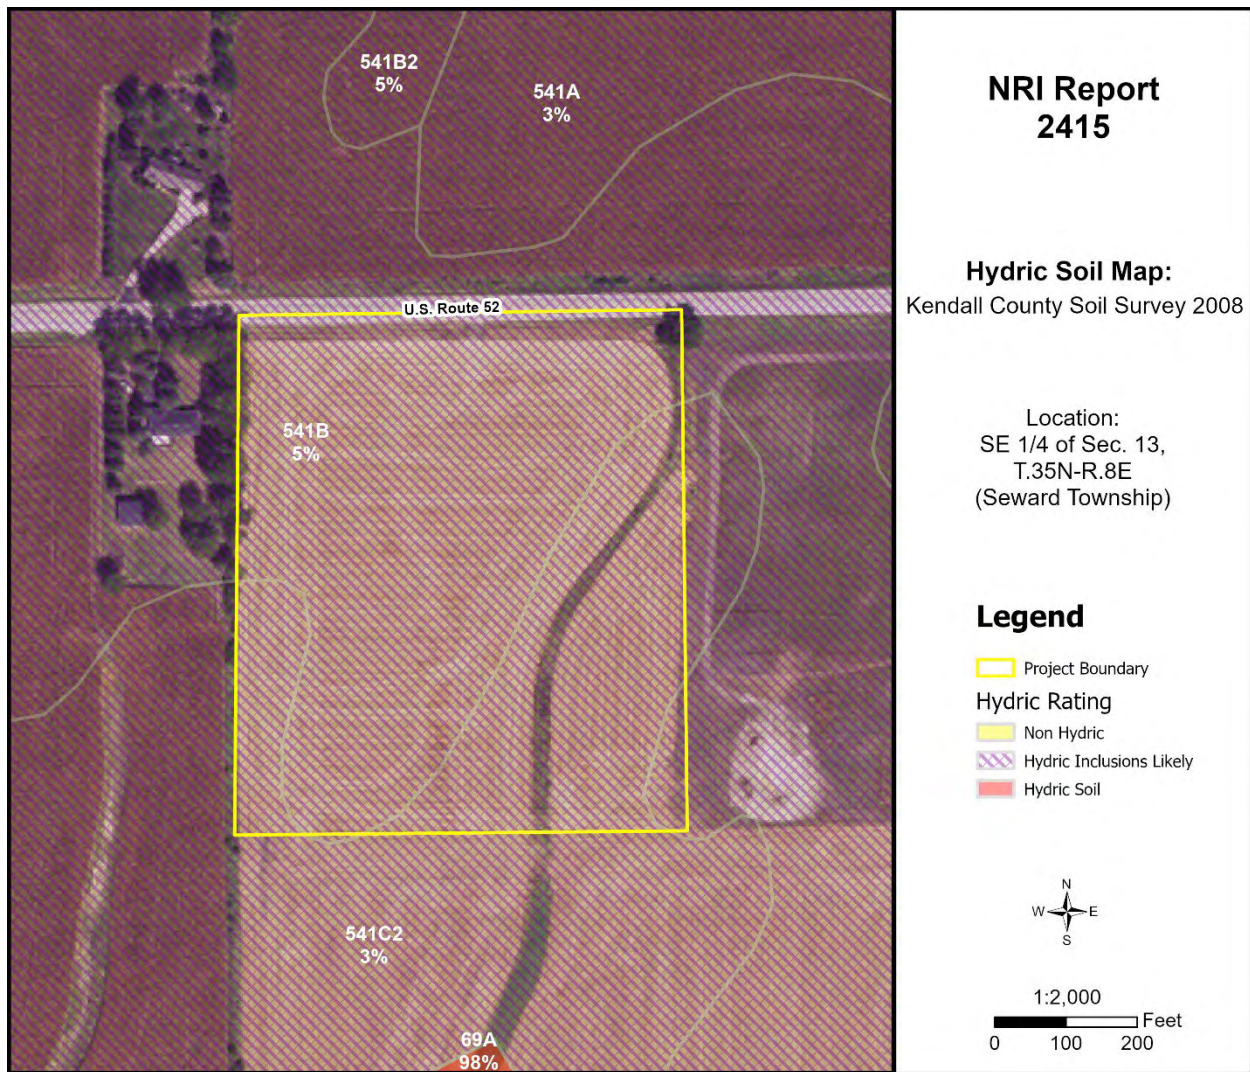 541B2
5%
541A
3%
U.S. Route 52
541B
5%
541C2
3%
69A
98%
NRI Report
2415
Hydric Soil Map:
Kendall County Soil Survey 2008
Location:
SE 1/4 of Sec. 13,
T.35N-R.8E
(Seward Township)
Legend
Project Boundary
Hydric Rating
Non Hydric
Hydric Inclusions Likely
Hydric Soil
N
W E
S
1:2,000
Feet
0 100 200